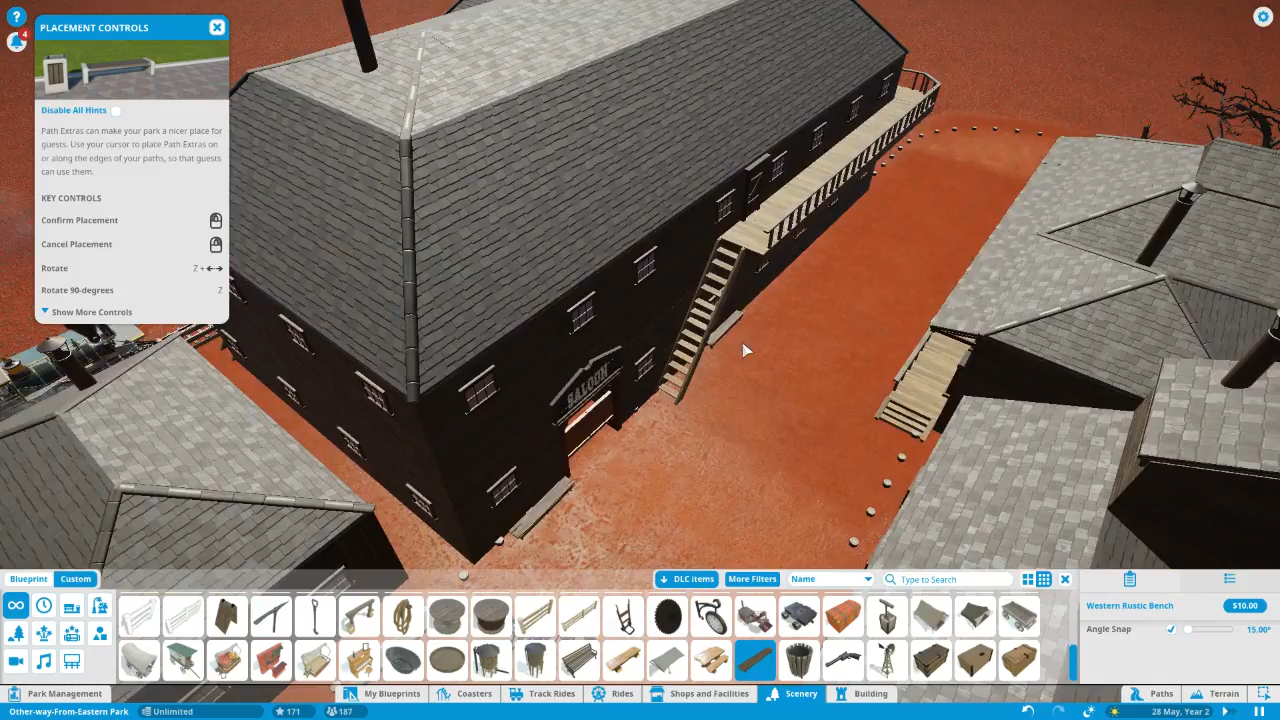 PLACEMENT CONTROLS
?
4
Disable All Hints
Path Extras can make your park a nicer place for
guests. Use your cursor to place Path Extras on
or along the edges of your paths, so that guests
can use them.
KEY CONTROLS
Confirm Placement
Cancel Placement
Rotate Z +
Rotate 90-degrees Z
Show More Controls
SALOON
Blueprint Custom
DLC items More Filters Name Type to Search
Western Rustic Bench $10.00
Angle Snap 15.00°
Park Management My Blueprints Coasters Track Rides Rides Shops and Facilities Scenery Building Paths Terrain
Other-way-From-Eastern Park Unlimited 171 187 28 May, Year 2